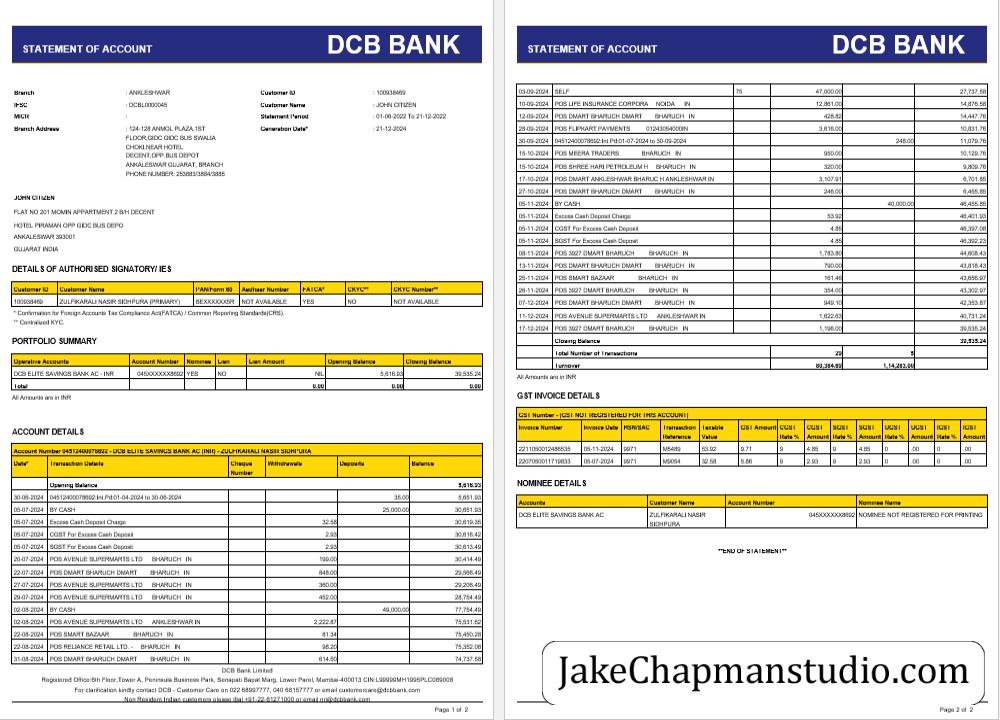 STATEMENT OF ACCOUNT DCB BANK
Branch : ANKLESHWAR Customer ID : 100938469
IFSC : DCBL0000045 Customer Name : JOHN CITIZEN
MICR : Statement Period : 01-06-2022 To 21-12-2022
Branch Address : 124-128 ANMOL PLAZA,1ST Generation Date* : 21-12-2024
FLOOR,GIDC GIDC BUS SWALIA
CHOKI,NEAR HOTEL
DECENT,OPP.BUS DEPOT
ANKALESWAR GUJARAT, BRANCH
PHONE NUMBER: 253883/3884/3885
JOHN CITIZEN
FLAT NO 201 MOMIN APPARTMENT 2 B/H DECENT
HOTEL PIRAMAN OPP GIDC BUS DEPO
ANKALESWAR 393001
GUJARAT INDIA
DETAILS OF AUTHORISED SIGNATORY/ IES
Customer ID Customer Name PAN/Form 60 Aadhaar Number FATCA* CKYC** CKYC Number**
100938469 ZULFIKARALI NASIR SIDHPURA (PRIMARY) BEXXXXXX5R NOT AVAILABLE YES NO NOT AVAILABLE
* Confirmation for Foreign Accounts Tax Compliance Act(FATCA) / Common Reporting Standards(CRS).
** Centralized KYC.
PORTFOLIO SUMMARY
Operative Accounts Account Number Nominee Lien Lien Amount Opening Balance Closing Balance
DCB ELITE SAVINGS BANK AC - INR 045XXXXXX8692 YES NO NIL 5,616.93 39,535.24
Total 0.00 0.00 0.00
All Amounts are in INR
ACCOUNT DETAILS
Account Number 04512400078692 - DCB ELITE SAVINGS BANK AC (INR) - ZULFIKARALI NASIR SIDHPURA
Date* Transaction Details Cheque Number Withdrawals Deposits Balance
Opening Balance 5,616.93
30-06-2024 04512400078692:Int.Pd:01-04-2024 to 30-06-2024 35.00 5,651.93
05-07-2024 BY CASH 25,000.00 30,651.93
05-07-2024 Excess Cash Deposit Charge 32.58 30,619.35
05-07-2024 CGST For Excess Cash Deposit 2.93 30,616.42
05-07-2024 SGST For Excess Cash Deposit 2.93 30,613.49
20-07-2024 POS AVENUE SUPERMARTS LTD BHARUCH IN 199.00 30,414.49
22-07-2024 POS DMART BHARUCH DMART BHARUCH IN 848.00 29,566.49
27-07-2024 POS AVENUE SUPERMARTS LTD BHARUCH IN 360.00 29,206.49
29-07-2024 POS AVENUE SUPERMARTS LTD BHARUCH IN 452.00 28,754.49
02-08-2024 BY CASH 49,000.00 77,754.49
02-08-2024 POS AVENUE SUPERMARTS LTD ANKLESHWAR IN 2,222.87 75,531.62
22-08-2024 POS SMART BAZAAR BHARUCH IN 81.34 75,450.28
22-08-2024 POS RELIANCE RETAIL LTD. - BHARUCH IN 98.20 75,352.08
31-08-2024 POS DMART BHARUCH DMART BHARUCH IN 614.50 74,737.58
DCB Bank Limited
Registered Office:6th Floor,Tower A, Peninsula Business Park, Senapati Bapat Marg, Lower Parel, Mumbai-400013 CIN:L99999MH1995PLC089008
For clarification kindly contact DCB - Customer Care on 022 68997777, 040 68157777 or email customercare@dcbbank.com
Non Resident Indian customers please dial +91-22-61271000 or email nri@dcbbank.com
Page 1 of 2
STATEMENT OF ACCOUNT DCB BANK
03-09-2024 SELF 75 47,000.00 27,737.58
10-09-2024 POS LIFE INSURANCE CORPORA NOIDA IN 12,861.00 14,876.58
12-09-2024 POS DMART BHARUCH DMART BHARUCH IN 428.82 14,447.76
28-09-2024 POS FLIPKART PAYMENTS 01243054000IN 3,616.00 10,831.76
30-09-2024 04512400078692:Int.Pd:01-07-2024 to 30-09-2024 248.00 11,079.76
15-10-2024 POS MEERA TRADERS BHARUCH IN 950.00 10,129.76
15-10-2024 POS SHREE HARI PETROLEUM H BHARUCH IN 320.00 9,809.76
17-10-2024 POS DMART ANKLESHWAR BHARUC H ANKLESHWAR IN 3,107.91 6,701.85
27-10-2024 POS DMART BHARUCH DMART BHARUCH IN 246.00 6,455.85
05-11-2024 BY CASH 40,000.00 46,455.85
05-11-2024 Excess Cash Deposit Charge 53.92 46,401.93
05-11-2024 CGST For Excess Cash Deposit 4.85 46,397.08
05-11-2024 SGST For Excess Cash Deposit 4.85 46,392.23
08-11-2024 POS 3927 DMART BHARUCH BHARUCH IN 1,783.80 44,608.43
13-11-2024 POS DMART BHARUCH DMART BHARUCH IN 790.00 43,818.43
25-11-2024 POS SMART BAZAAR BHARUCH IN 161.46 43,656.97
26-11-2024 POS 3927 DMART BHARUCH BHARUCH IN 354.00 43,302.97
07-12-2024 POS DMART BHARUCH DMART BHARUCH IN 949.10 42,353.87
11-12-2024 POS AVENUE SUPERMARTS LTD ANKLESHWAR IN 1,622.63 40,731.24
17-12-2024 POS 3927 DMART BHARUCH BHARUCH IN 1,196.00 39,535.24
Closing Balance 39,535.24
Total Number of Transactions 29 5
Turnover 80,364.69 1,14,283.00
All Amounts are in INR
GST INVOICE DETAILS
GST Number - (GST NOT REGISTERED FOR THIS ACCOUNT)
Invoice Number Invoice Date HSN/SAC Transaction Reference Taxable Value GST Amount CGST Rate % CGST Amount SGST Rate % SGST Amount UGST Rate % UGST Amount IGST Rate % IGST Amount
2211050012486535 05-11-2024 9971 M5489 53.92 9.71 9 4.85 9 4.85 0 .00 0 .00
2207050011719833 05-07-2024 9971 M9054 32.58 5.86 9 2.93 9 2.93 0 .00 0 .00
NOMINEE DETAILS
Accounts Customer Name Account Number Nominee Name
DCB ELITE SAVINGS BANK AC ZULFIKARALI NASIR SIDHPURA 045XXXXXX8692 NOMINEE NOT REGISTERED FOR PRINTING
**END OF STATEMENT**
JakeChapmanstudio.com
Page 2 of 2